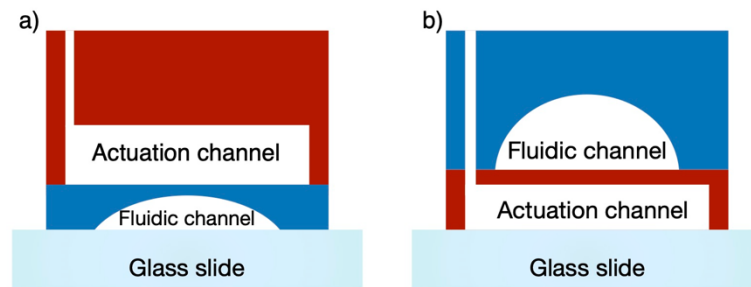 a)
Actuation channel
Fluidic channel
Glass slide
b)
Fluidic channel
Actuation channel
Glass slide